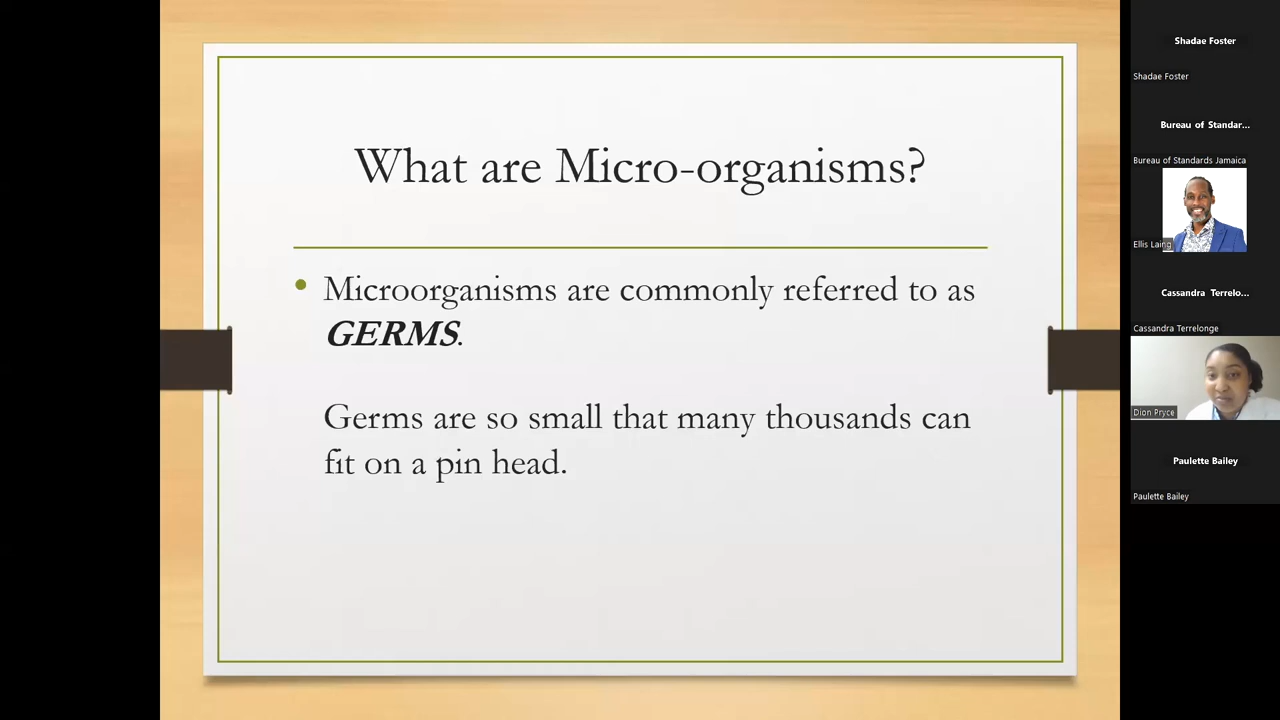 What are Micro-organisms?
• Microorganisms are commonly referred to as
GERMS.
Germs are so small that many thousands can
fit on a pin head.
Shadae Foster
Shadae Foster
Bureau of Standar...
Bureau of Standards Jamaica
Ellis Laing
Cassandra Terrelo...
Cassandra Terrelonge
Dion Pryce
Paulette Bailey
Paulette Bailey